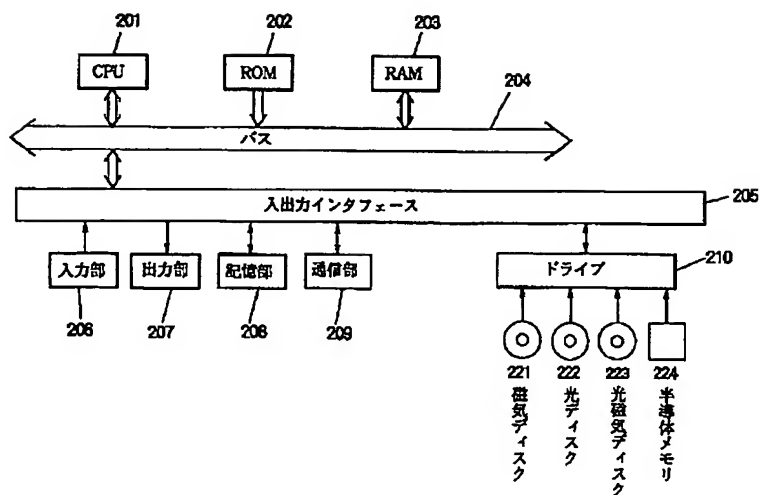 201
202
203
CPU
ROM
RAM
204
バス
入出力インタフェース
205
入力部
出力部
記憶部
通信部
ドライブ
210
206
207
208
209
221
222
223
224
磁気ディスク
光ディスク
光磁気ディスク
半導体メモリ